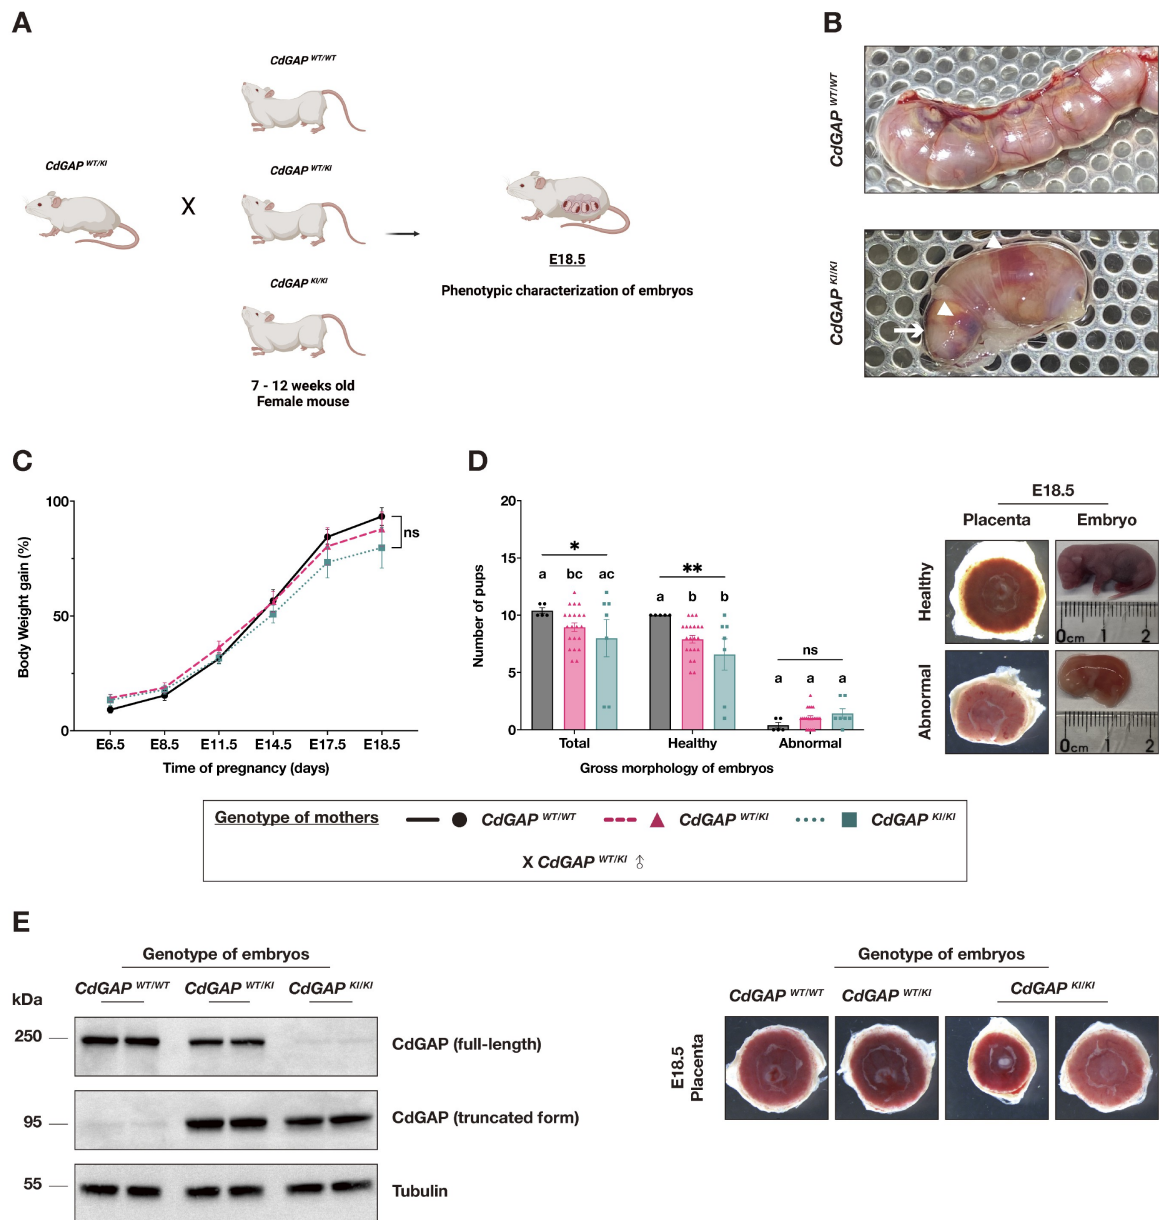 A
CdGAP WT/WT
CdGAP WT/KI
X
CdGAP WT/KI
CdGAP KI/KI
7 - 12 weeks old
Female mouse
E18.5
Phenotypic characterization of embryos
B
CdGAP WT/WT
CdGAP KI/KI
C
Body Weight gain (%)
100
50
0
ns
E6.5 E8.5 E11.5 E14.5 E17.5 E18.5
Time of pregnancy (days)
D
Number of pups
20
15
10
5
0
*
a bc ac
**
a b b
ns
a a a
Total Healthy Abnormal
Gross morphology of embryos
E18.5
Placenta Embryo
Healthy
0cm 1 2
Abnormal
0cm 1 2
Genotype of mothers CdGAP WT/WT CdGAP WT/KI CdGAP KI/KI
X CdGAP WT/KI ♂
E
Genotype of embryos
CdGAP WT/WT CdGAP WT/KI CdGAP KI/KI
kDa
250 CdGAP (full-length)
95 CdGAP (truncated form)
55 Tubulin
Genotype of embryos
CdGAP WT/WT CdGAP WT/KI CdGAP KI/KI
E18.5
Placenta